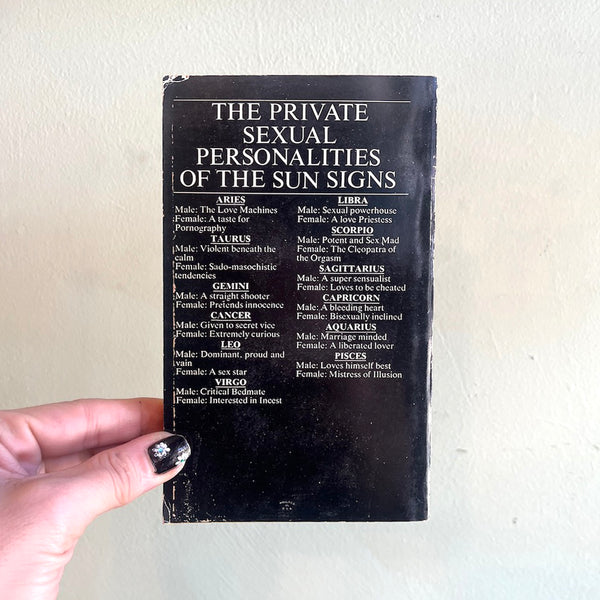 THE PRIVATE
SEXUAL
PERSONALITIES
OF THE SUN SIGNS
ARIES
Male: The Love Machines
Female: A taste for
Pornography
TAURUS
Male: Violent beneath the
calm
Female: Sado-masochistic
tendencies
GEMINI
Male: A straight shooter
Female: Pretends innocence
CANCER
Male: Given to secret vice
Female: Extremely curious
LEO
Male: Dominant, proud and
vain
Female: A sex star
VIRGO
Male: Critical Bedmate
Female: Interested in Incest
LIBRA
Male: Sexual powerhouse
Female: A love Priestess
SCORPIO
Male: Potent and Sex Mad
Female: The Cleopatra of
the Orgasm
SAGITTARIUS
Male: A super sensualist
Female: Loves to be cheated
CAPRICORN
Male: A bleeding heart
Female: Bisexually inclined
AQUARIUS
Male: Marriage minded
Female: A liberated lover
PISCES
Male: Loves himself best
Female: Mistress of Illusion